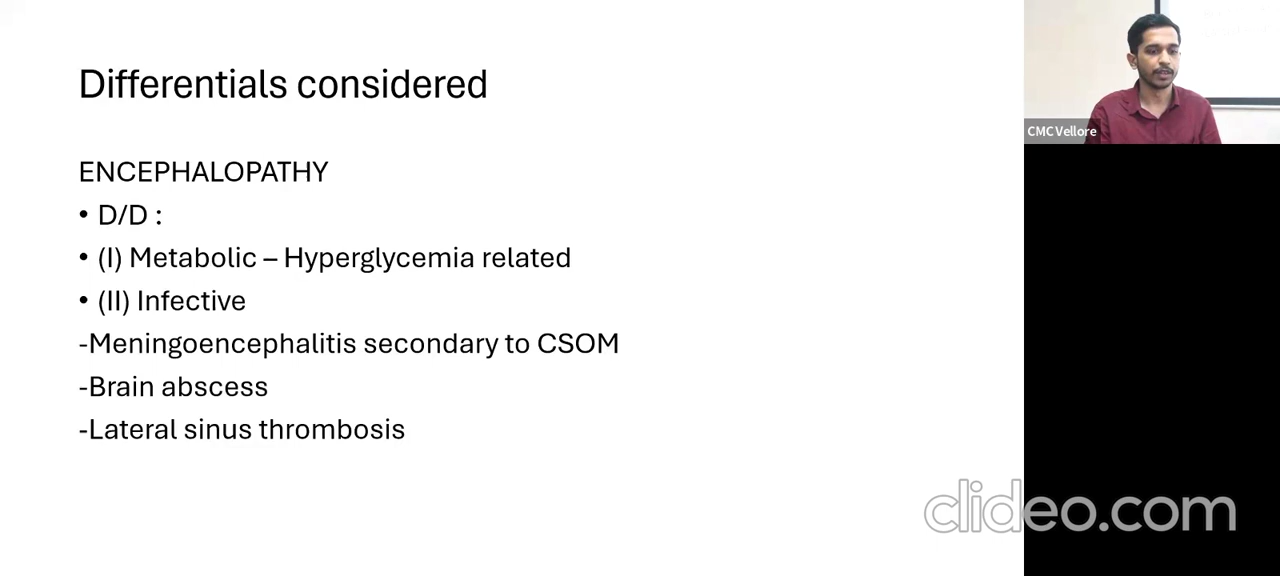 Differentials considered
ENCEPHALOPATHY
• D/D :
• (I) Metabolic – Hyperglycemia related
• (II) Infective
-Meningoencephalitis secondary to CSOM
-Brain abscess
-Lateral sinus thrombosis
CMC Vellore
clideo.com